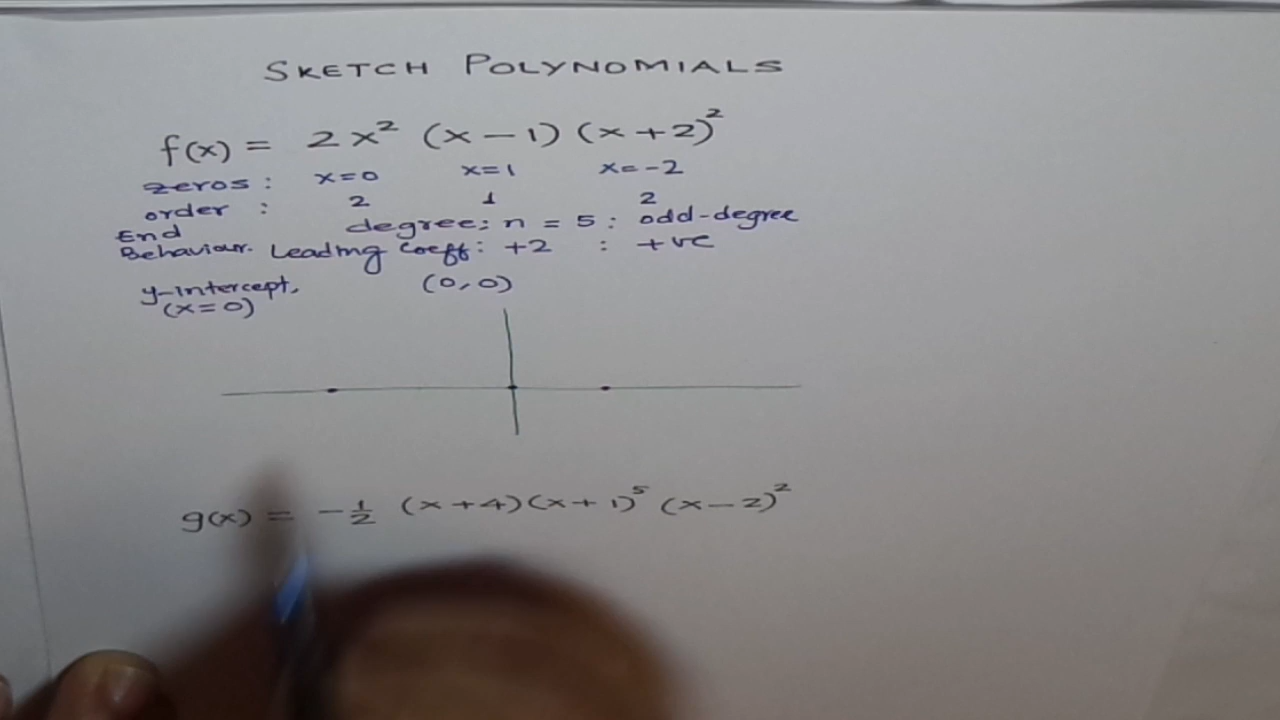 SKETCH POLYNOMIALS
f(x) = 2x² (x-1) (x+2)²
zeros : x=0 x=1 x=-2
order : 2 1 2
End degree: n = 5 : odd-degree
Behaviour. Leading Coeff: +2 : +ve
y-intercept, (0,0)
(x=0)
g(x) = -1/2 (x+4)(x+1)⁵ (x-2)²